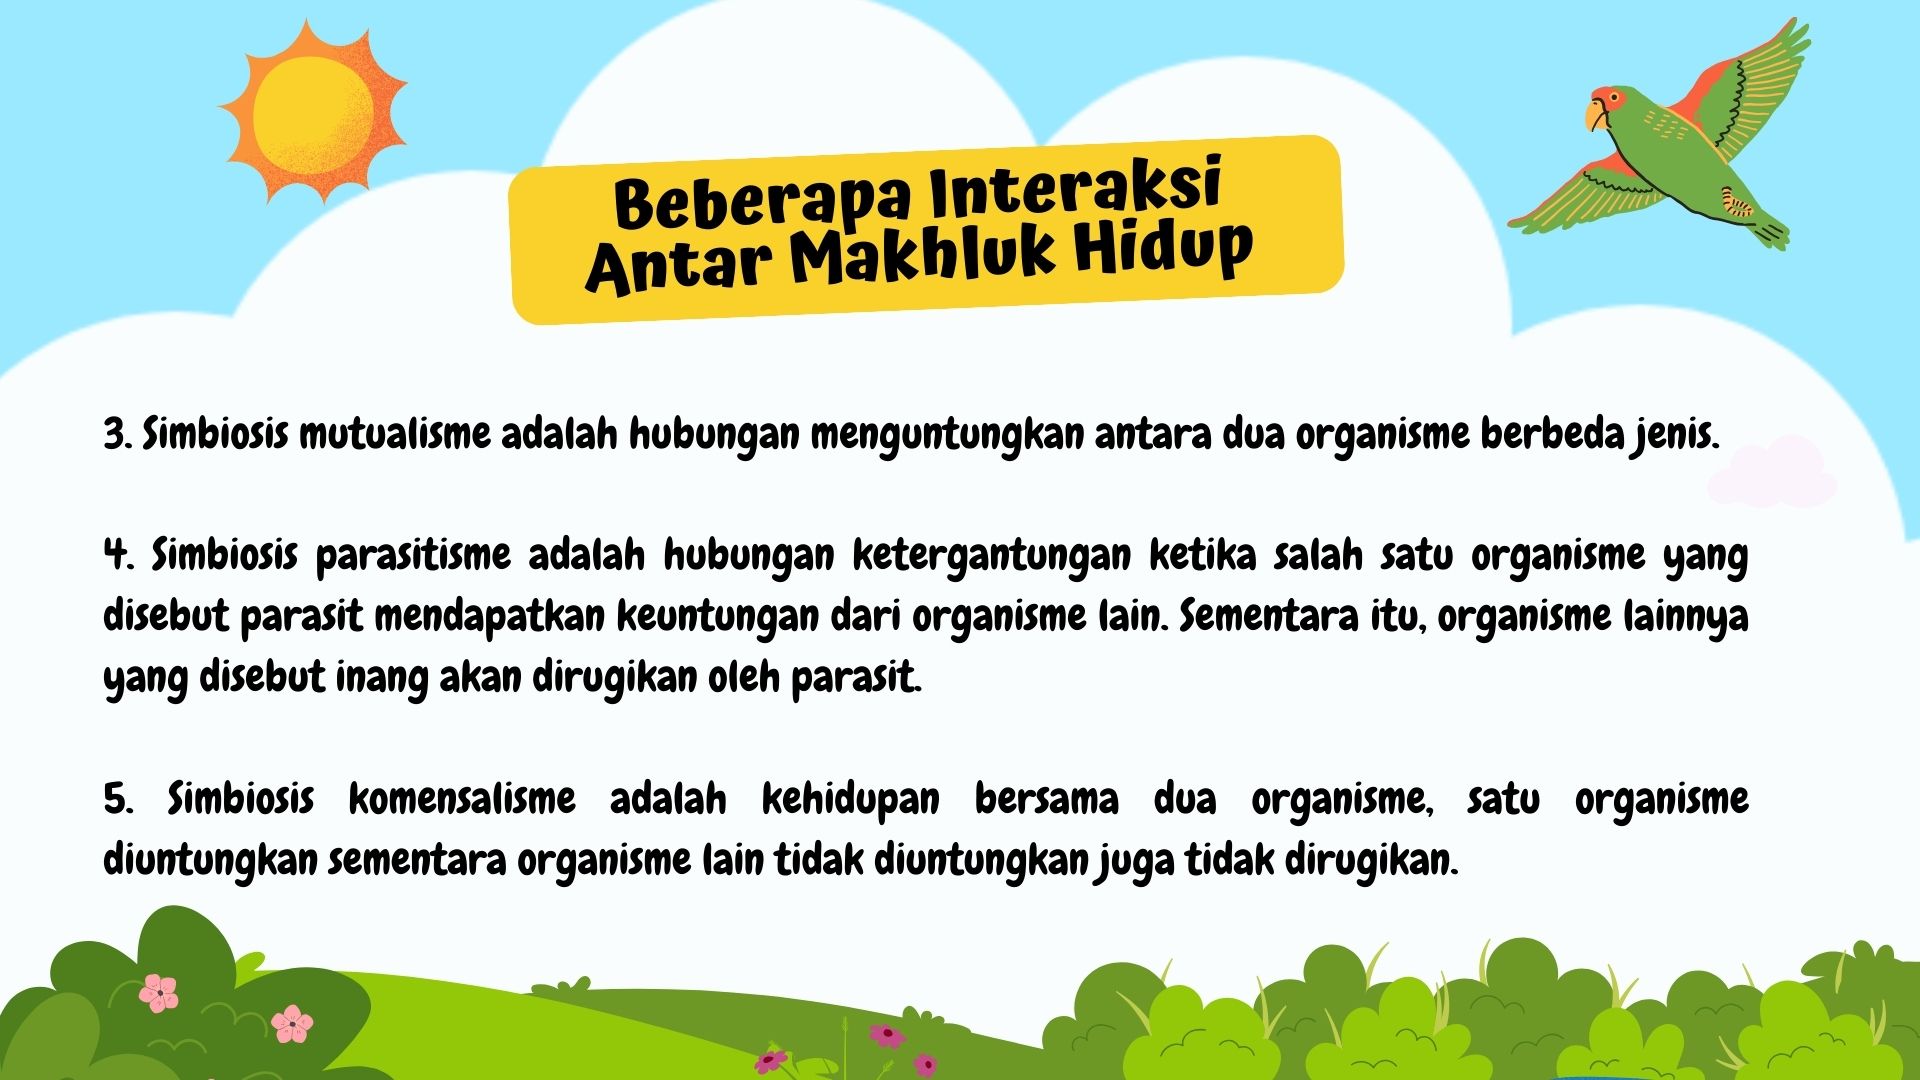 Beberapa Interaksi
Antar Makhluk Hidup
3. Simbiosis mutualisme adalah hubungan menguntungkan antara dua organisme berbeda jenis.
4. Simbiosis parasitisme adalah hubungan ketergantungan ketika salah satu organisme yang
disebut parasit mendapatkan keuntungan dari organisme lain. Sementara itu, organisme lainnya
yang disebut inang akan dirugikan oleh parasit.
5. Simbiosis komensalisme adalah kehidupan bersama dua organisme, satu organisme
diuntungkan sementara organisme lain tidak diuntungkan juga tidak dirugikan.